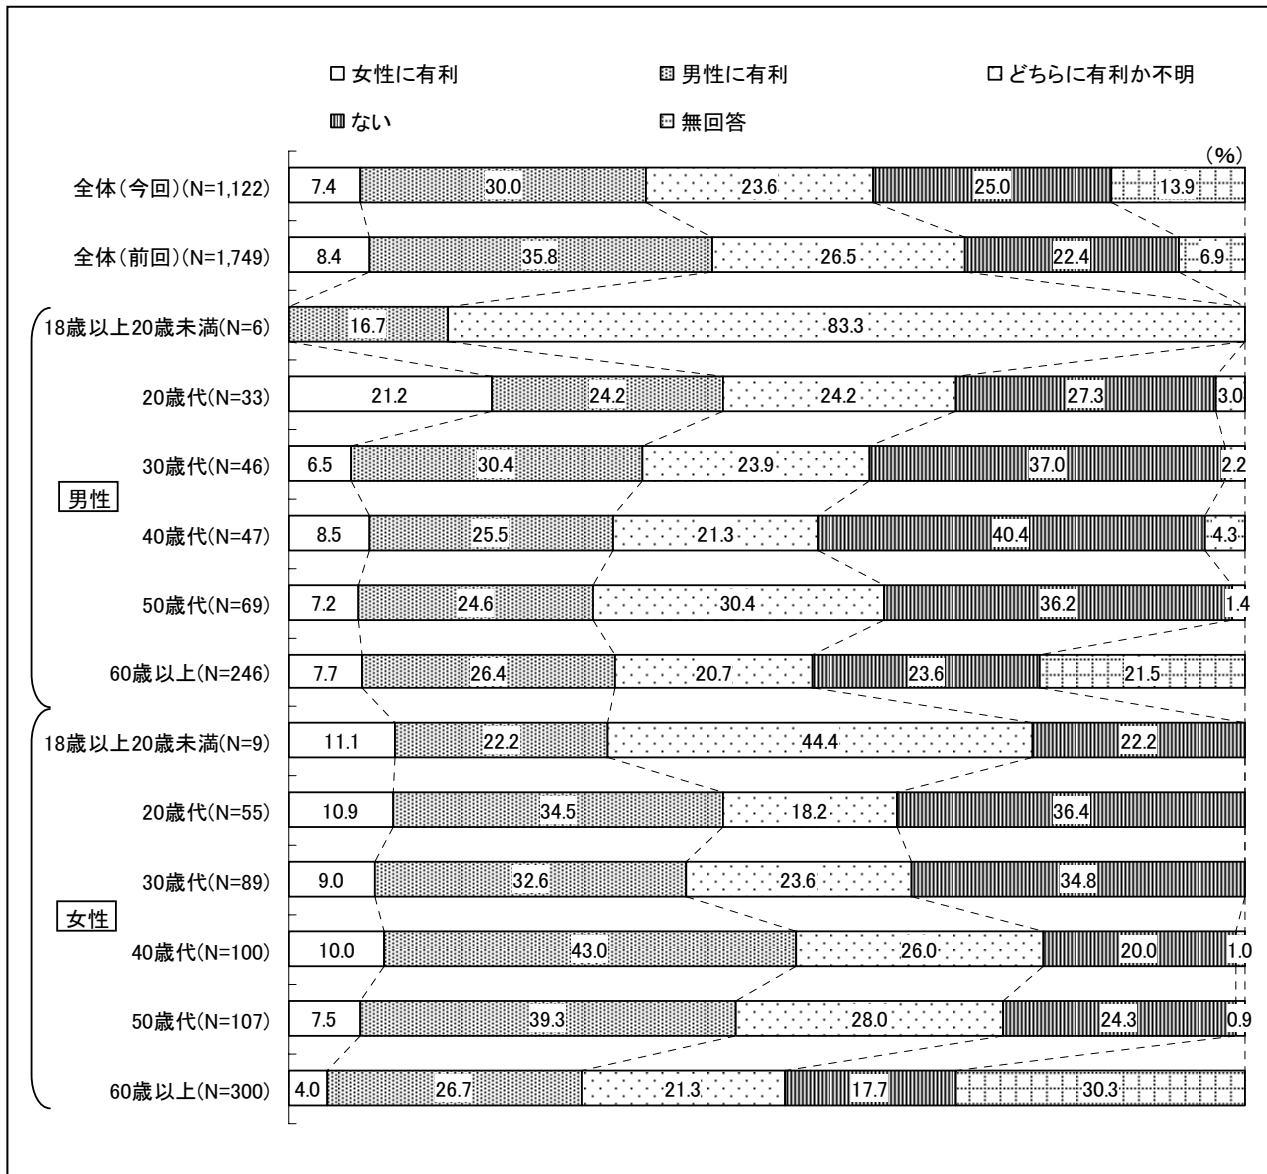 □ 女性に有利 男性に有利 □ どちらに有利か不明
ない 無回答
(%)
全体(今回)(N=1,122) 7.4 30.0 23.6 25.0 13.9
全体(前回)(N=1,749) 8.4 35.8 26.5 22.4 6.9
18歳以上20歳未満(N=6) 16.7 83.3
20歳代(N=33) 21.2 24.2 24.2 27.3 3.0
30歳代(N=46) 6.5 30.4 23.9 37.0 2.2
男性
40歳代(N=47) 8.5 25.5 21.3 40.4 4.3
50歳代(N=69) 7.2 24.6 30.4 36.2 1.4
60歳以上(N=246) 7.7 26.4 20.7 23.6 21.5
18歳以上20歳未満(N=9) 11.1 22.2 44.4 22.2
20歳代(N=55) 10.9 34.5 18.2 36.4
30歳代(N=89) 9.0 32.6 23.6 34.8
女性
40歳代(N=100) 10.0 43.0 26.0 20.0 1.0
50歳代(N=107) 7.5 39.3 28.0 24.3 0.9
60歳以上(N=300) 4.0 26.7 21.3 17.7 30.3